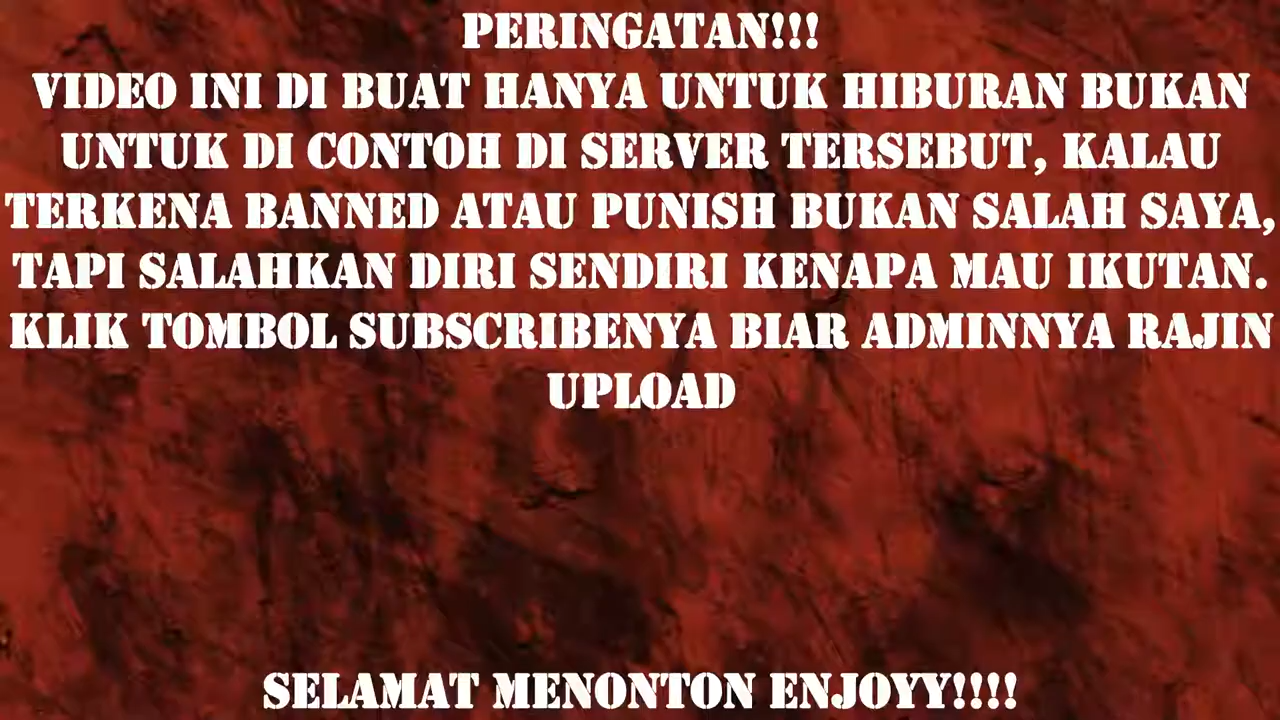 PERINGATAN!!!
VIDEO INI DI BUAT HANYA UNTUK HIBURAN BUKAN
UNTUK DI CONTOH DI SERVER TERSEBUT, KALAU
TERKENA BANNED ATAU PUNISH BUKAN SALAH SAYA,
TAPI SALAHKAN DIRI SENDIRI KENAPA MAU IKUTAN.
KLIK TOMBOL SUBSCRIBENYA BIAR ADMINNYA RAJIN
UPLOAD
SELAMAT MENONTON ENJOYY!!!!